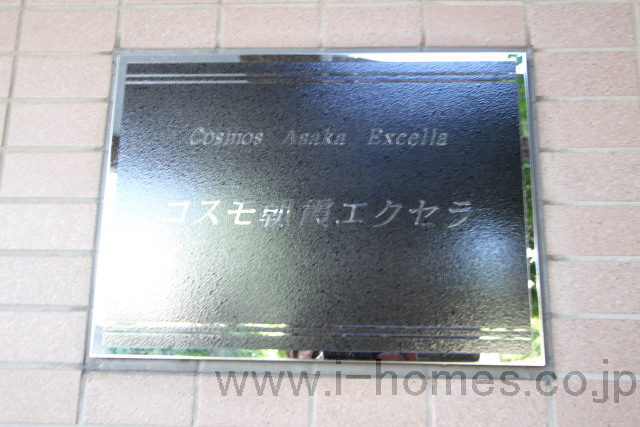 Cosmos Asaka Excella
コスモ朝霞エクセラ
www.i-homes.co.jp